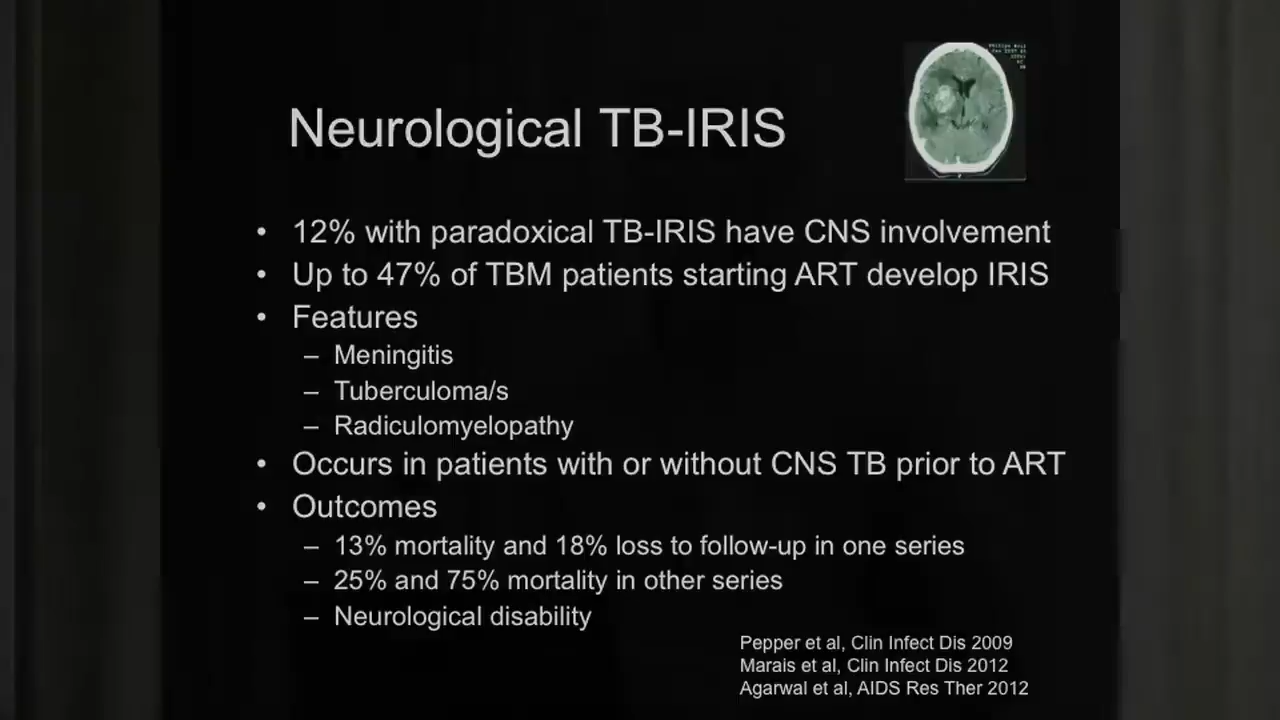 Neurological TB-IRIS
• 12% with paradoxical TB-IRIS have CNS involvement
• Up to 47% of TBM patients starting ART develop IRIS
• Features
– Meningitis
– Tuberculoma/s
– Radiculomyelopathy
• Occurs in patients with or without CNS TB prior to ART
• Outcomes
– 13% mortality and 18% loss to follow-up in one series
– 25% and 75% mortality in other series
– Neurological disability
Pepper et al, Clin Infect Dis 2009
Marais et al, Clin Infect Dis 2012
Agarwal et al, AIDS Res Ther 2012